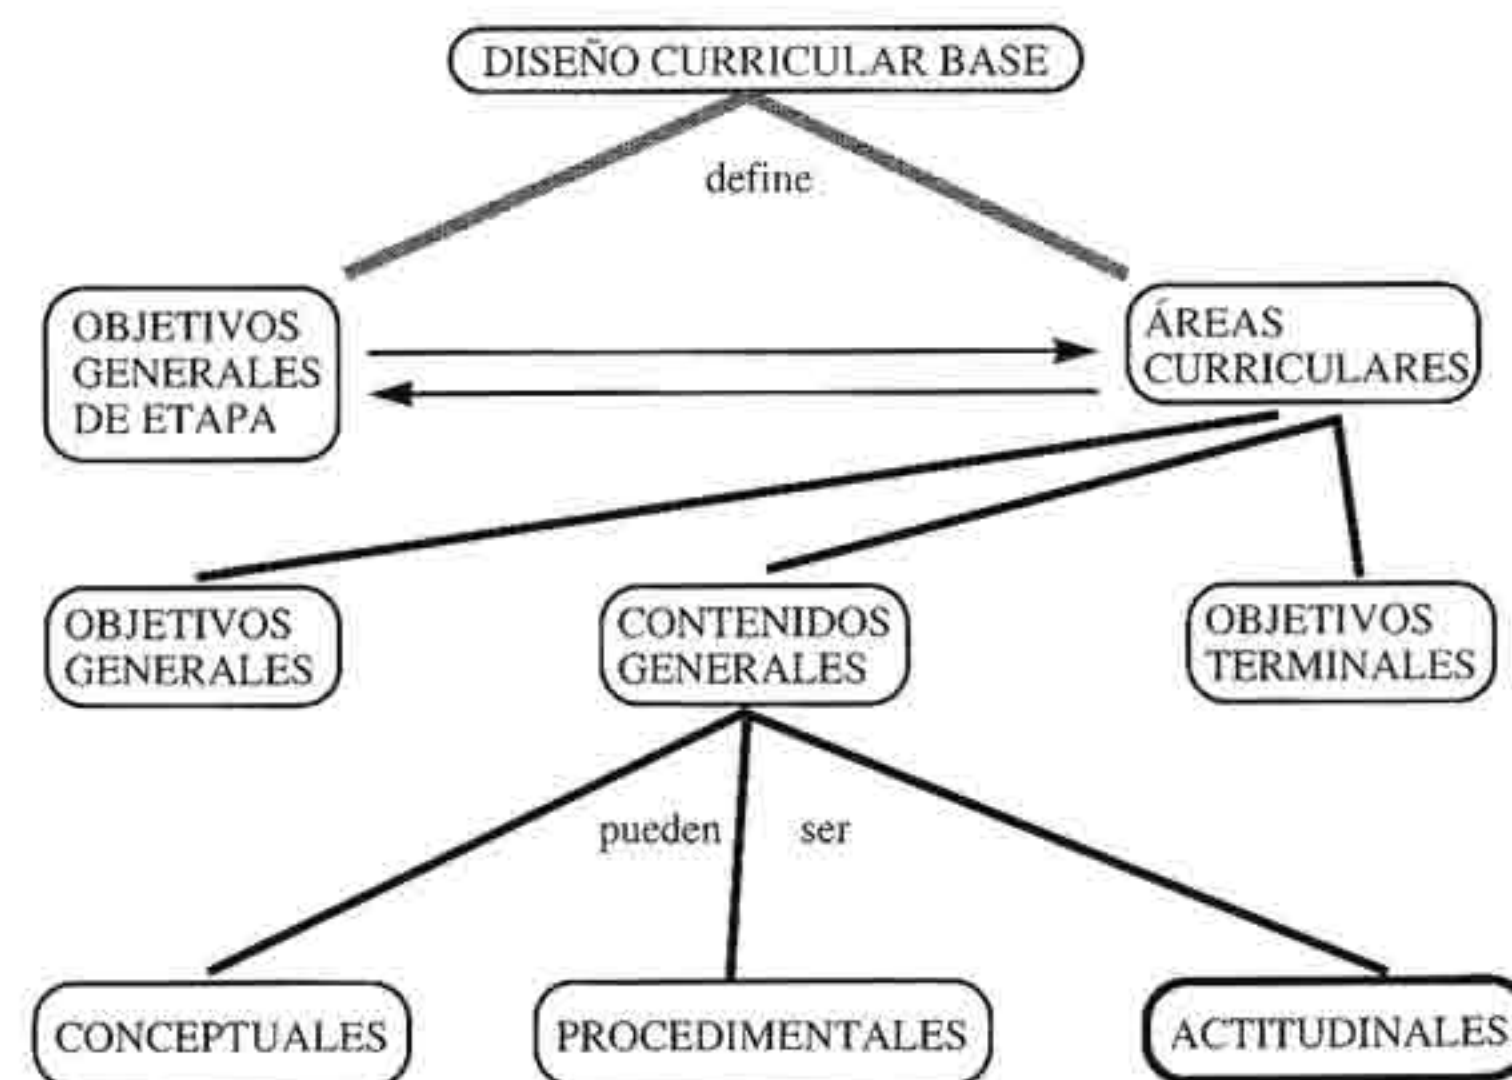 DISEÑO CURRICULAR BASE
define
OBJETIVOS
GENERALES
DE ETAPA
ÁREAS
CURRICULARES
OBJETIVOS
GENERALES
CONTENIDOS
GENERALES
OBJETIVOS
TERMINALES
pueden ser
CONCEPTUALES
PROCEDIMENTALES
ACTITUDINALES